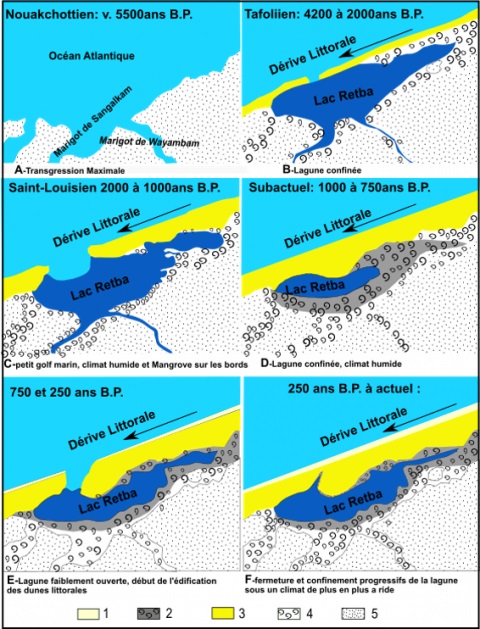 Nouakchottien: v. 5500ans B.P.
Océan Atlantique
Marigot de Sangalkam
Marigot de Wayambam
A-Transgression Maximale
Tafoliien: 4200 à 2000ans B.P.
Dérive Littorale
Lac Retba
B-Lagune confinée
Saint-Louisien 2000 à 1000ans B.P.
Dérive Littorale
Lac Retba
C-petit golf marin, climat humide et Mangrove sur les bords
Subactuel: 1000 à 750ans B.P.
Dérive Littorale
Lac Retba
D-Lagune confinée, climat humide
750 et 250 ans B.P.
Dérive Littorale
Lac Retba
E-Lagune faiblement ouverte, début de l'édification
des dunes littorales
250 ans B.P. à actuel :
Dérive Littorale
Lac Retba
F-fermeture et confinement progressifs de la lagune
sous un climat de plus en plus a ride
1 2 3 4 5